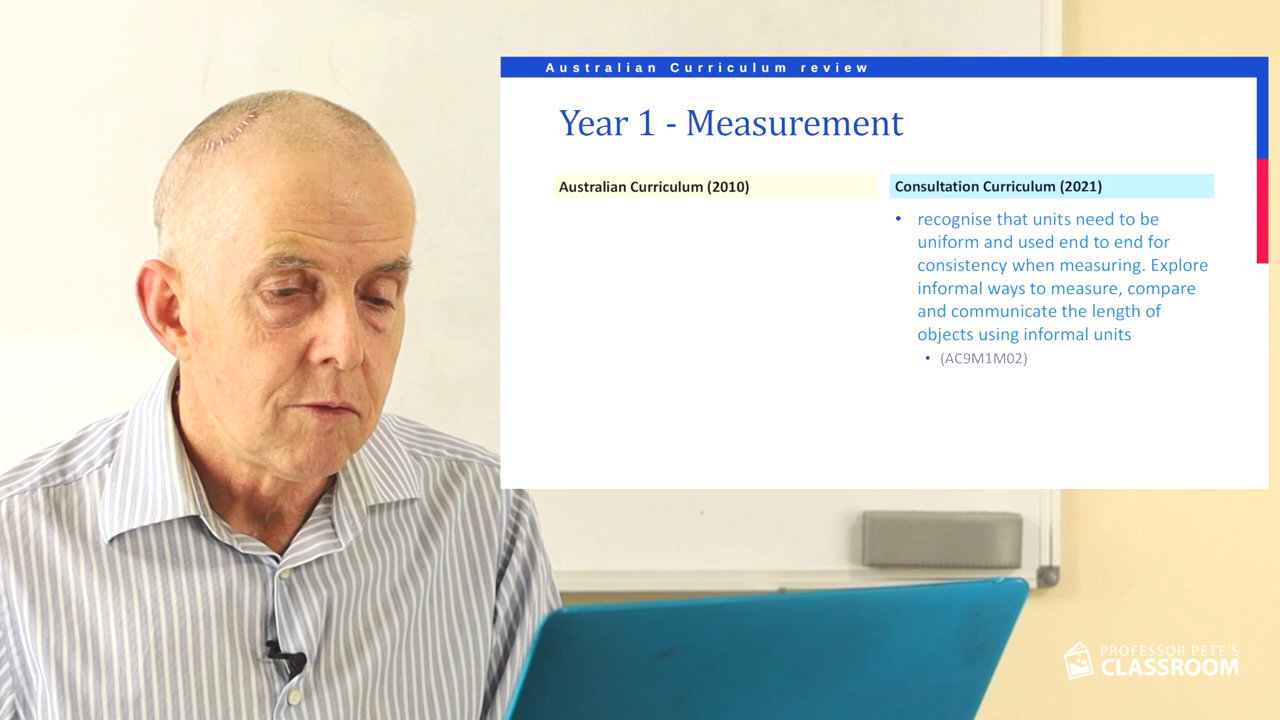 Australian Curriculum review
Year 1 - Measurement
Australian Curriculum (2010)
Consultation Curriculum (2021)
• recognise that units need to be
uniform and used end to end for
consistency when measuring. Explore
informal ways to measure, compare
and communicate the length of
objects using informal units
• (AC9M1M02)
PROFESSOR PETE'S
CLASSROOM